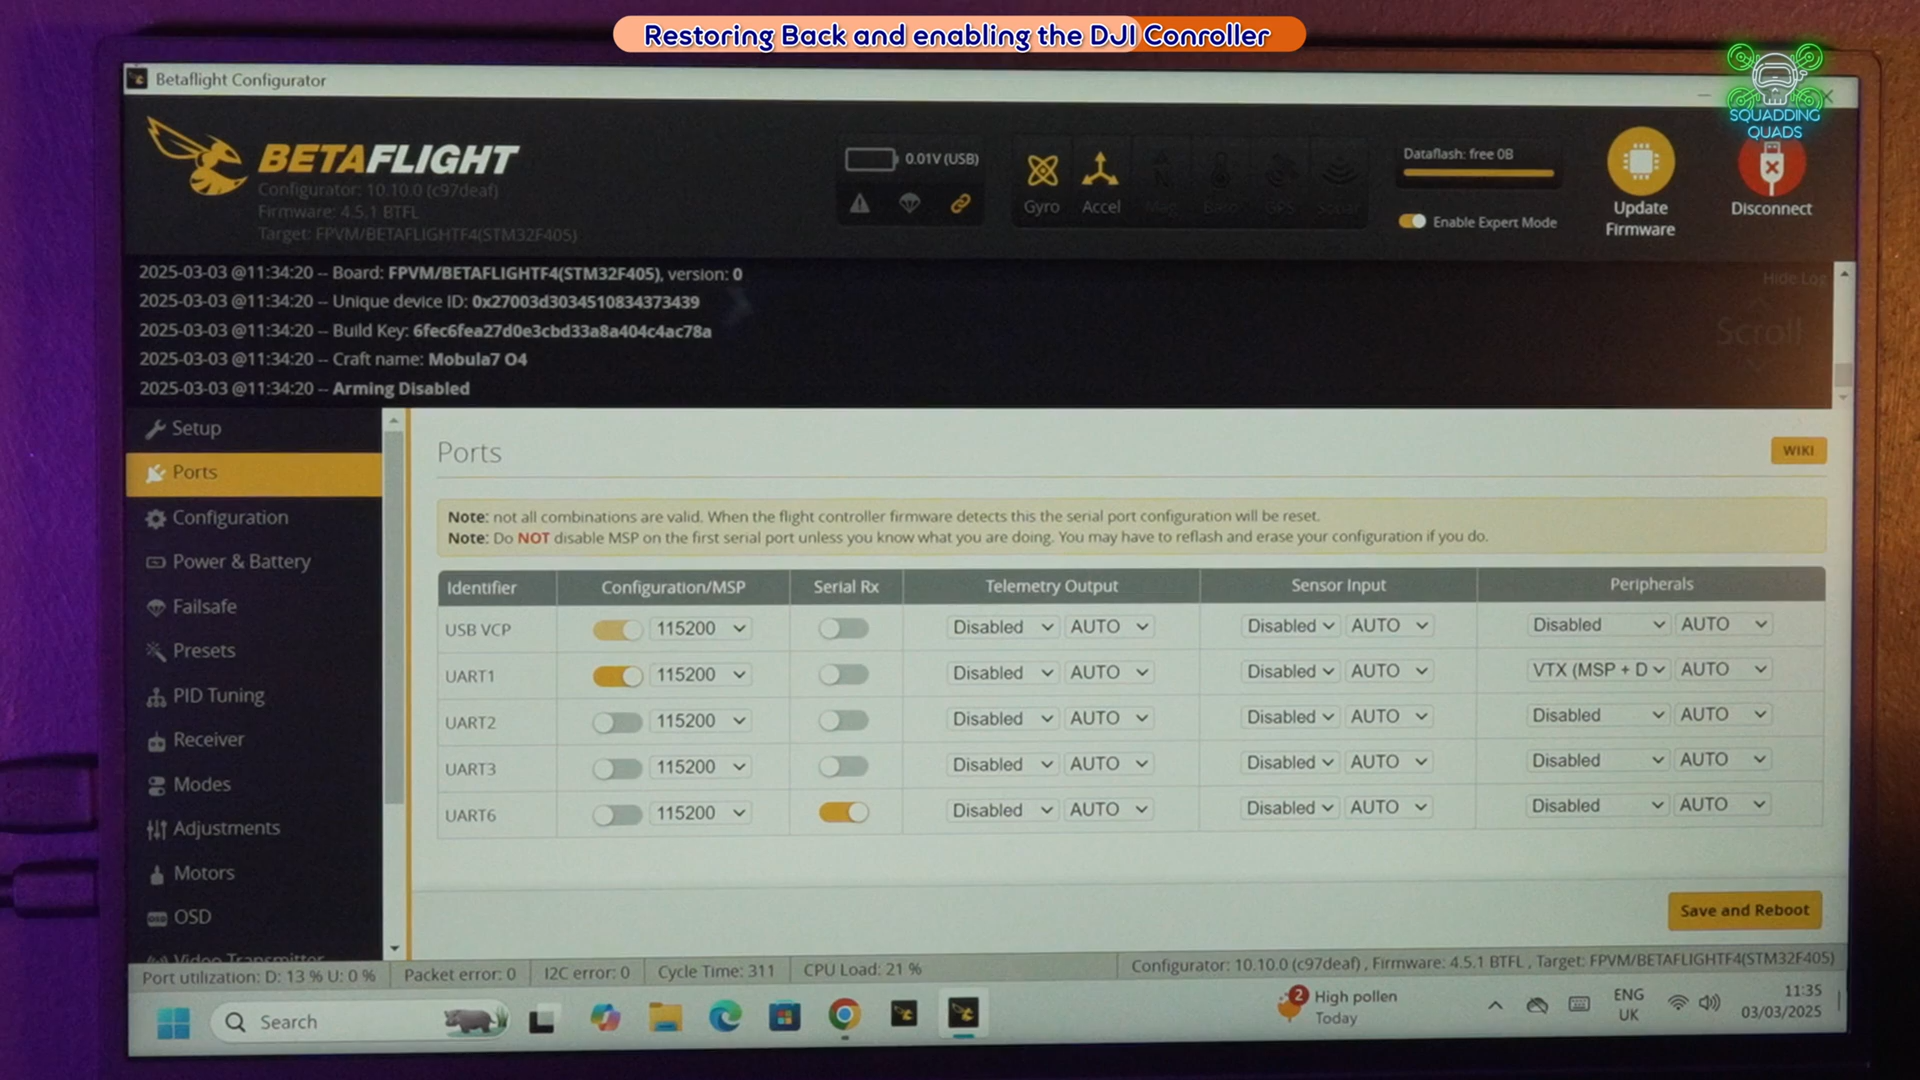 Restoring Back and enabling the DJI Conroller
SQUADDING
QUADS
Betaflight Configurator
BETAFLIGHT
Configurator: 10.10.0 (c97deaf)
Firmware: 4.5.1 BTFL
Target: FPVM/BETAFLIGHTF4(STM32F405)
0.01V (USB)
Gyro Accel Mag Baro GPS Sonar
Dataflash: free 0B
Enable Expert Mode
Update
Firmware
Disconnect
2025-03-03 @11:34:20 -- Board: FPVM/BETAFLIGHTF4(STM32F405), version: 0
Hide Log
2025-03-03 @11:34:20 -- Unique device ID: 0x27003d3034510834373439
2025-03-03 @11:34:20 -- Build Key: 6fec6fea27d0e3cbd33a8a404c4ac78a
Scroll
2025-03-03 @11:34:20 -- Craft name: Mobula7 O4
2025-03-03 @11:34:20 -- Arming Disabled
Setup
Ports
Configuration
Power & Battery
Failsafe
Presets
PID Tuning
Receiver
Modes
Adjustments
Motors
OSD
Video Transmitter
Ports
WIKI
Note: not all combinations are valid. When the flight controller firmware detects this the serial port configuration will be reset.
Note: Do NOT disable MSP on the first serial port unless you know what you are doing. You may have to reflash and erase your configuration if you do.
Identifier Configuration/MSP Serial Rx Telemetry Output Sensor Input Peripherals
USB VCP 115200 Disabled AUTO Disabled AUTO Disabled AUTO
UART1 115200 Disabled AUTO Disabled AUTO VTX (MSP + D AUTO
UART2 115200 Disabled AUTO Disabled AUTO Disabled AUTO
UART3 115200 Disabled AUTO Disabled AUTO Disabled AUTO
UART6 115200 Disabled AUTO Disabled AUTO Disabled AUTO
Save and Reboot
Port utilization: D: 13 % U: 0 % Packet error: 0 I2C error: 0 Cycle Time: 311 CPU Load: 21 % Configurator: 10.10.0 (c97deaf) , Firmware: 4.5.1 BTFL , Target: FPVM/BETAFLIGHTF4(STM32F405)
Search
2
High pollen
Today
ENG
UK
11:35
03/03/2025